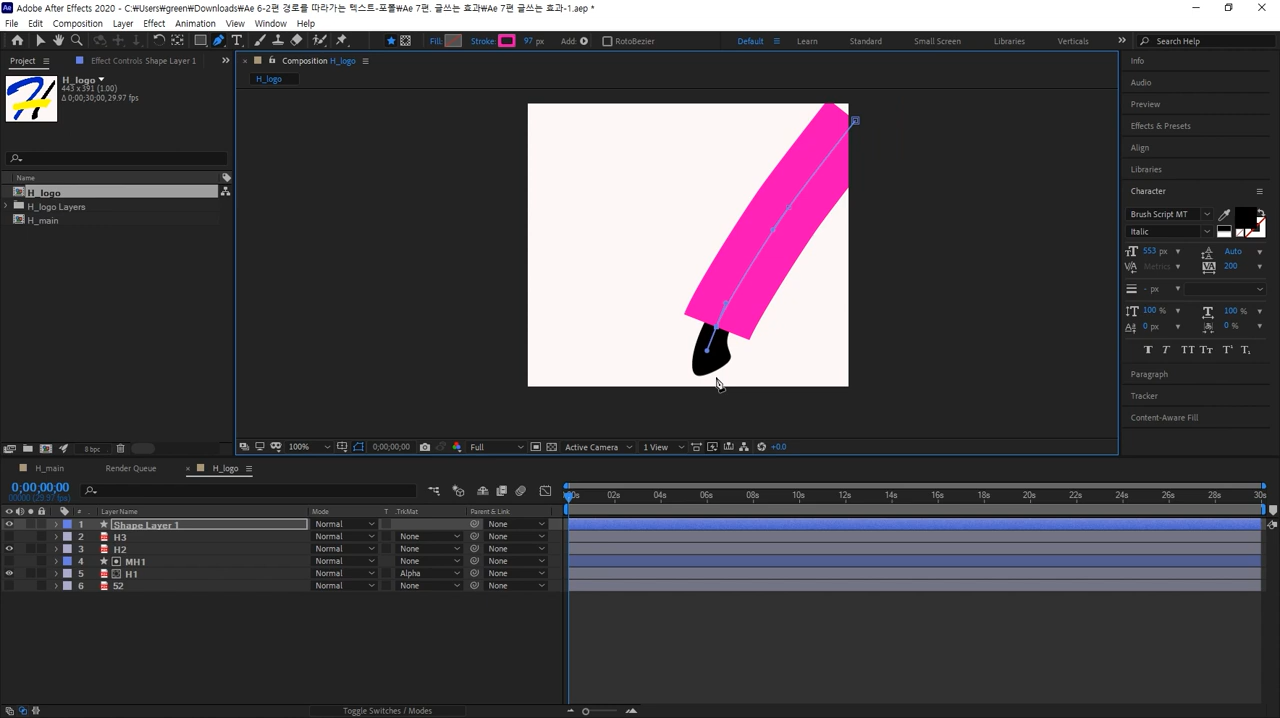 Adobe After Effects 2020 - C:\Users\green\Downloads\Ae 6-2편 경로를 따라가는 텍스트-포폴\Ae 7편. 글쓰는 효과\Ae 7편 글쓰는 효과-1.aep *
File Edit Composition Layer Effect Animation View Window Help
Fill: Stroke: 97 px Add: RotoBezier Default Learn Standard Small Screen Libraries Verticals Search Help
Project Effect Controls Shape Layer 1
Composition H_logo
H_logo
H_logo
443 x 391 (1.00)
Δ 0;00;30;00, 29.97 fps
Name
H_logo
H_logo Layers
H_main
8 bpc
100% 0;00;00;00 Full Active Camera 1 View +0.0
Info
Audio
Preview
Effects & Presets
Align
Libraries
Character
Brush Script MT
Italic
553 px Auto
Metrics 200
- px
100 % 100 %
0 px 0 %
T T TT Tr T¹ T₁
Paragraph
Tracker
Content-Aware Fill
H_main Render Queue H_logo
0;00;00;00
00000 (29.97 fps)
# Layer Name Mode T .TrkMat Parent & Link
1 Shape Layer 1 Normal None
2 H3 Normal None None
3 H2 Normal None None
4 MH1 Normal None None
5 H1 Normal Alpha None
6 52 Normal None None
02s 04s 06s 08s 10s 12s 14s 16s 18s 20s 22s 24s 26s 28s 30s
Toggle Switches / Modes